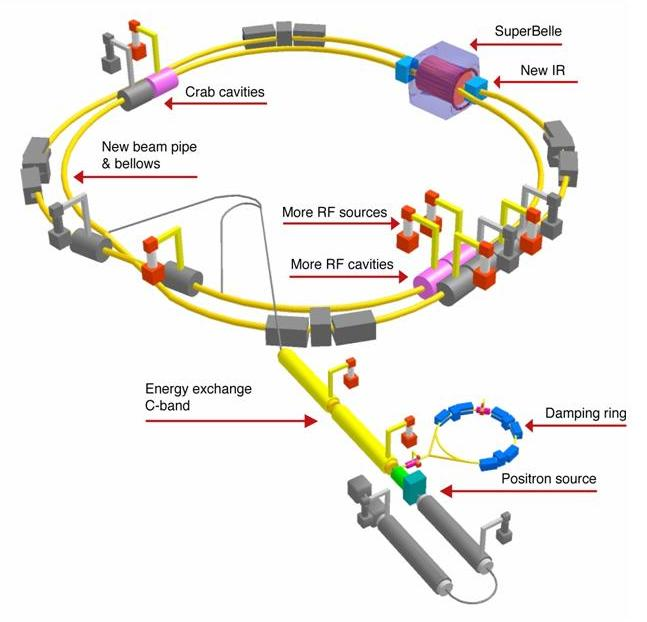 SuperBelle
New IR
Crab cavities
New beam pipe
& bellows
More RF sources
More RF cavities
Energy exchange
C-band
Damping ring
Positron source